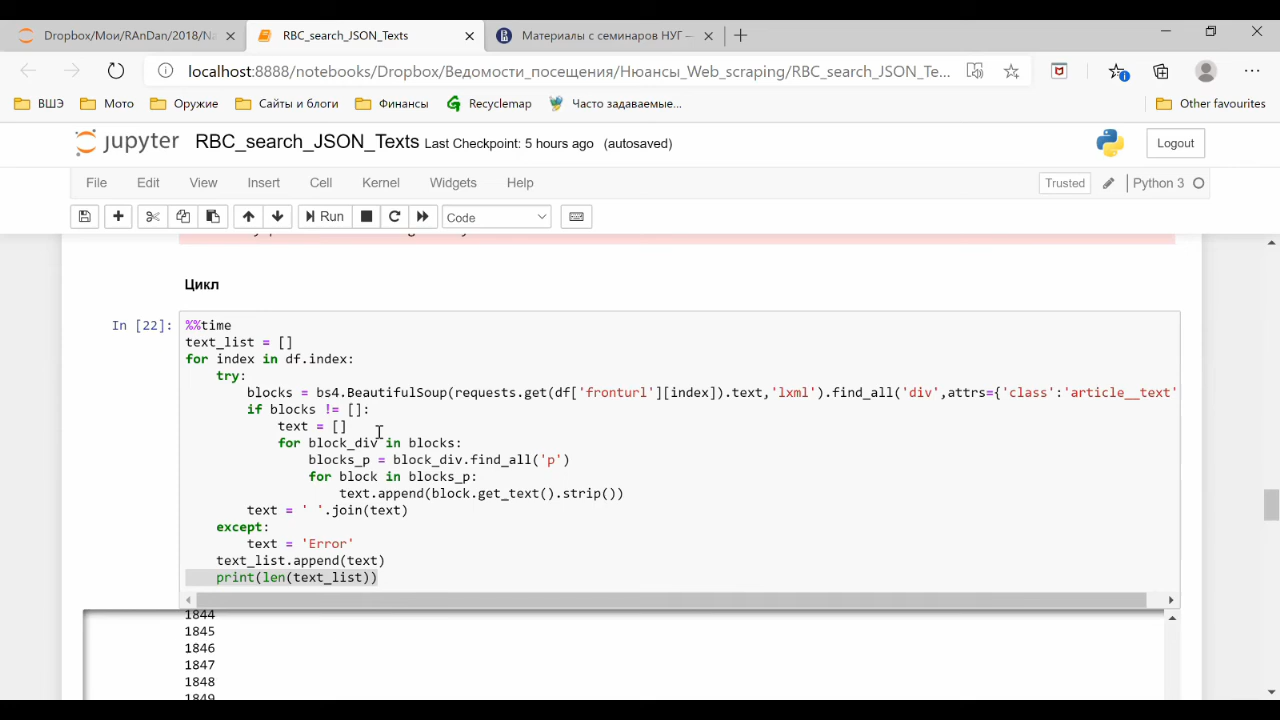 Dropbox/Мои/RAnDan/2018/Na
RBC_search_JSON_Texts
Материалы с семинаров НУГ —
localhost:8888/notebooks/Dropbox/Ведомости_посещения/Нюансы_Web_scraping/RBC_search_JSON_Te...
ВШЭ
Мото
Оружие
Сайты и блоги
Финансы
Recyclemap
Часто задаваемые...
Other favourites
jupyter RBC_search_JSON_Texts Last Checkpoint: 5 hours ago (autosaved)
Logout
File Edit View Insert Cell Kernel Widgets Help
Trusted
Python 3
Run
Code
Цикл
In [22]:
%%time
text_list = []
for index in df.index:
    try:
        blocks = bs4.BeautifulSoup(requests.get(df['fronturl'][index]).text,'lxml').find_all('div',attrs={'class':'article__text'
        if blocks != []:
            text = []
            for block_div in blocks:
                blocks_p = block_div.find_all('p')
                for block in blocks_p:
                    text.append(block.get_text().strip())
        text = ' '.join(text)
    except:
        text = 'Error'
    text_list.append(text)
    print(len(text_list))
1844
1845
1846
1847
1848
1849